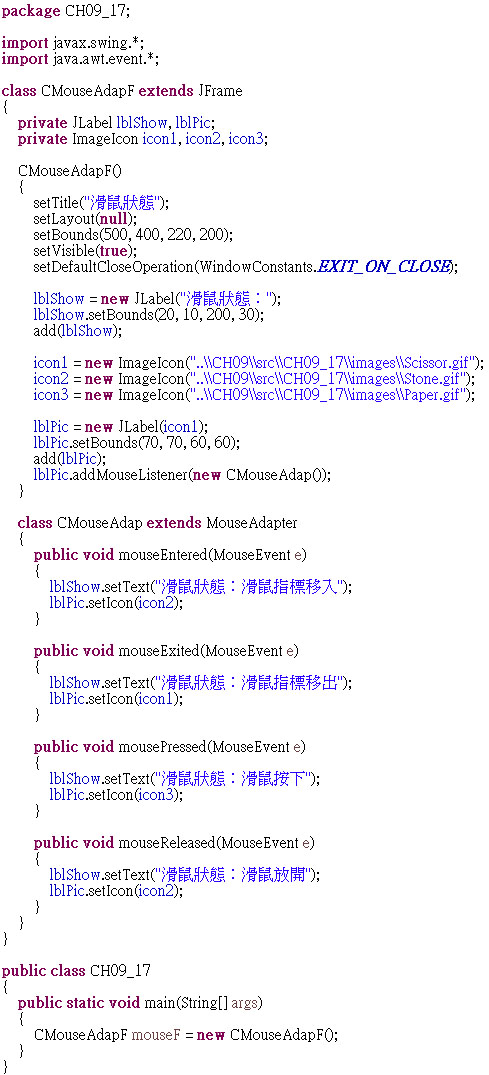 package CH09_17;

import javax.swing.*;
import java.awt.event.*;

class CMouseAdapF extends JFrame
{
    private JLabel lblShow, lblPic;
    private ImageIcon icon1, icon2, icon3;

    CMouseAdapF()
    {
        setTitle("滑鼠狀態");
        setLayout(null);
        setBounds(500, 400, 220, 200);
        setVisible(true);
        setDefaultCloseOperation(WindowConstants.EXIT_ON_CLOSE);

        lblShow = new JLabel("滑鼠狀態：");
        lblShow.setBounds(20, 10, 200, 30);
        add(lblShow);

        icon1 = new ImageIcon("..\\CH09\\src\\CH09_17\\images\\Scissor.gif");
        icon2 = new ImageIcon("..\\CH09\\src\\CH09_17\\images\\Stone.gif");
        icon3 = new ImageIcon("..\\CH09\\src\\CH09_17\\images\\Paper.gif");

        lblPic = new JLabel(icon1);
        lblPic.setBounds(70, 70, 60, 60);
        add(lblPic);
        lblPic.addMouseListener(new CMouseAdap());
    }

    class CMouseAdap extends MouseAdapter
    {
        public void mouseEntered(MouseEvent e)
        {
            lblShow.setText("滑鼠狀態：滑鼠指標移入");
            lblPic.setIcon(icon2);
        }

        public void mouseExited(MouseEvent e)
        {
            lblShow.setText("滑鼠狀態：滑鼠指標移出");
            lblPic.setIcon(icon1);
        }

        public void mousePressed(MouseEvent e)
        {
            lblShow.setText("滑鼠狀態：滑鼠按下");
            lblPic.setIcon(icon3);
        }

        public void mouseReleased(MouseEvent e)
        {
            lblShow.setText("滑鼠狀態：滑鼠放開");
            lblPic.setIcon(icon2);
        }
    }
}

public class CH09_17
{
    public static void main(String[] args)
    {
        CMouseAdapF mouseF = new CMouseAdapF();
    }
}